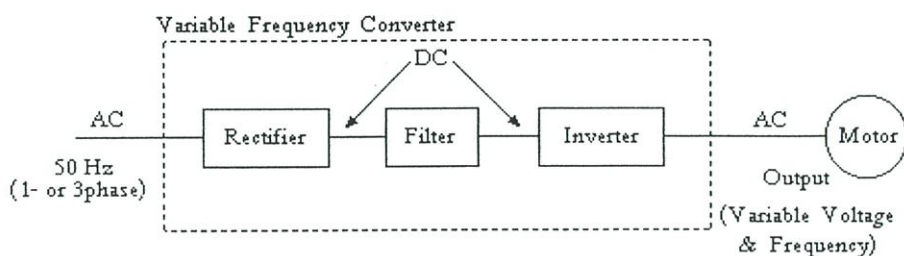 Variable Frequency Converter
DC
AC
Rectifier
Filter
Inverter
AC
Motor
50 Hz
(1- or 3phase)
Output
(Variable Voltage
& Frequency)